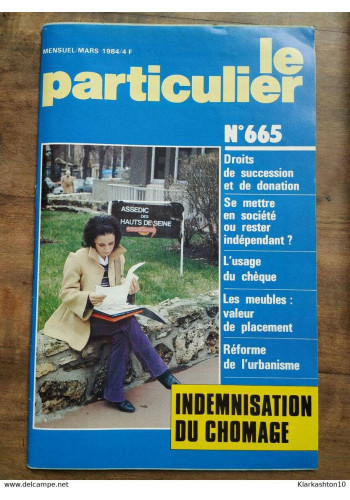 MENSUEL/MARS 1984/4 F
le
particulier
N°665
Droits
de succession
et de donation
Se mettre
en société
ou rester
indépendant ?
L'usage
du chèque
Les meubles :
valeur
de placement
Réforme
de l'urbanisme
ASSEDIC
DES
HAUTS DE SEINE
INDEMNISATION
DU CHOMAGE
www.delcampe.net
Klarkashton10